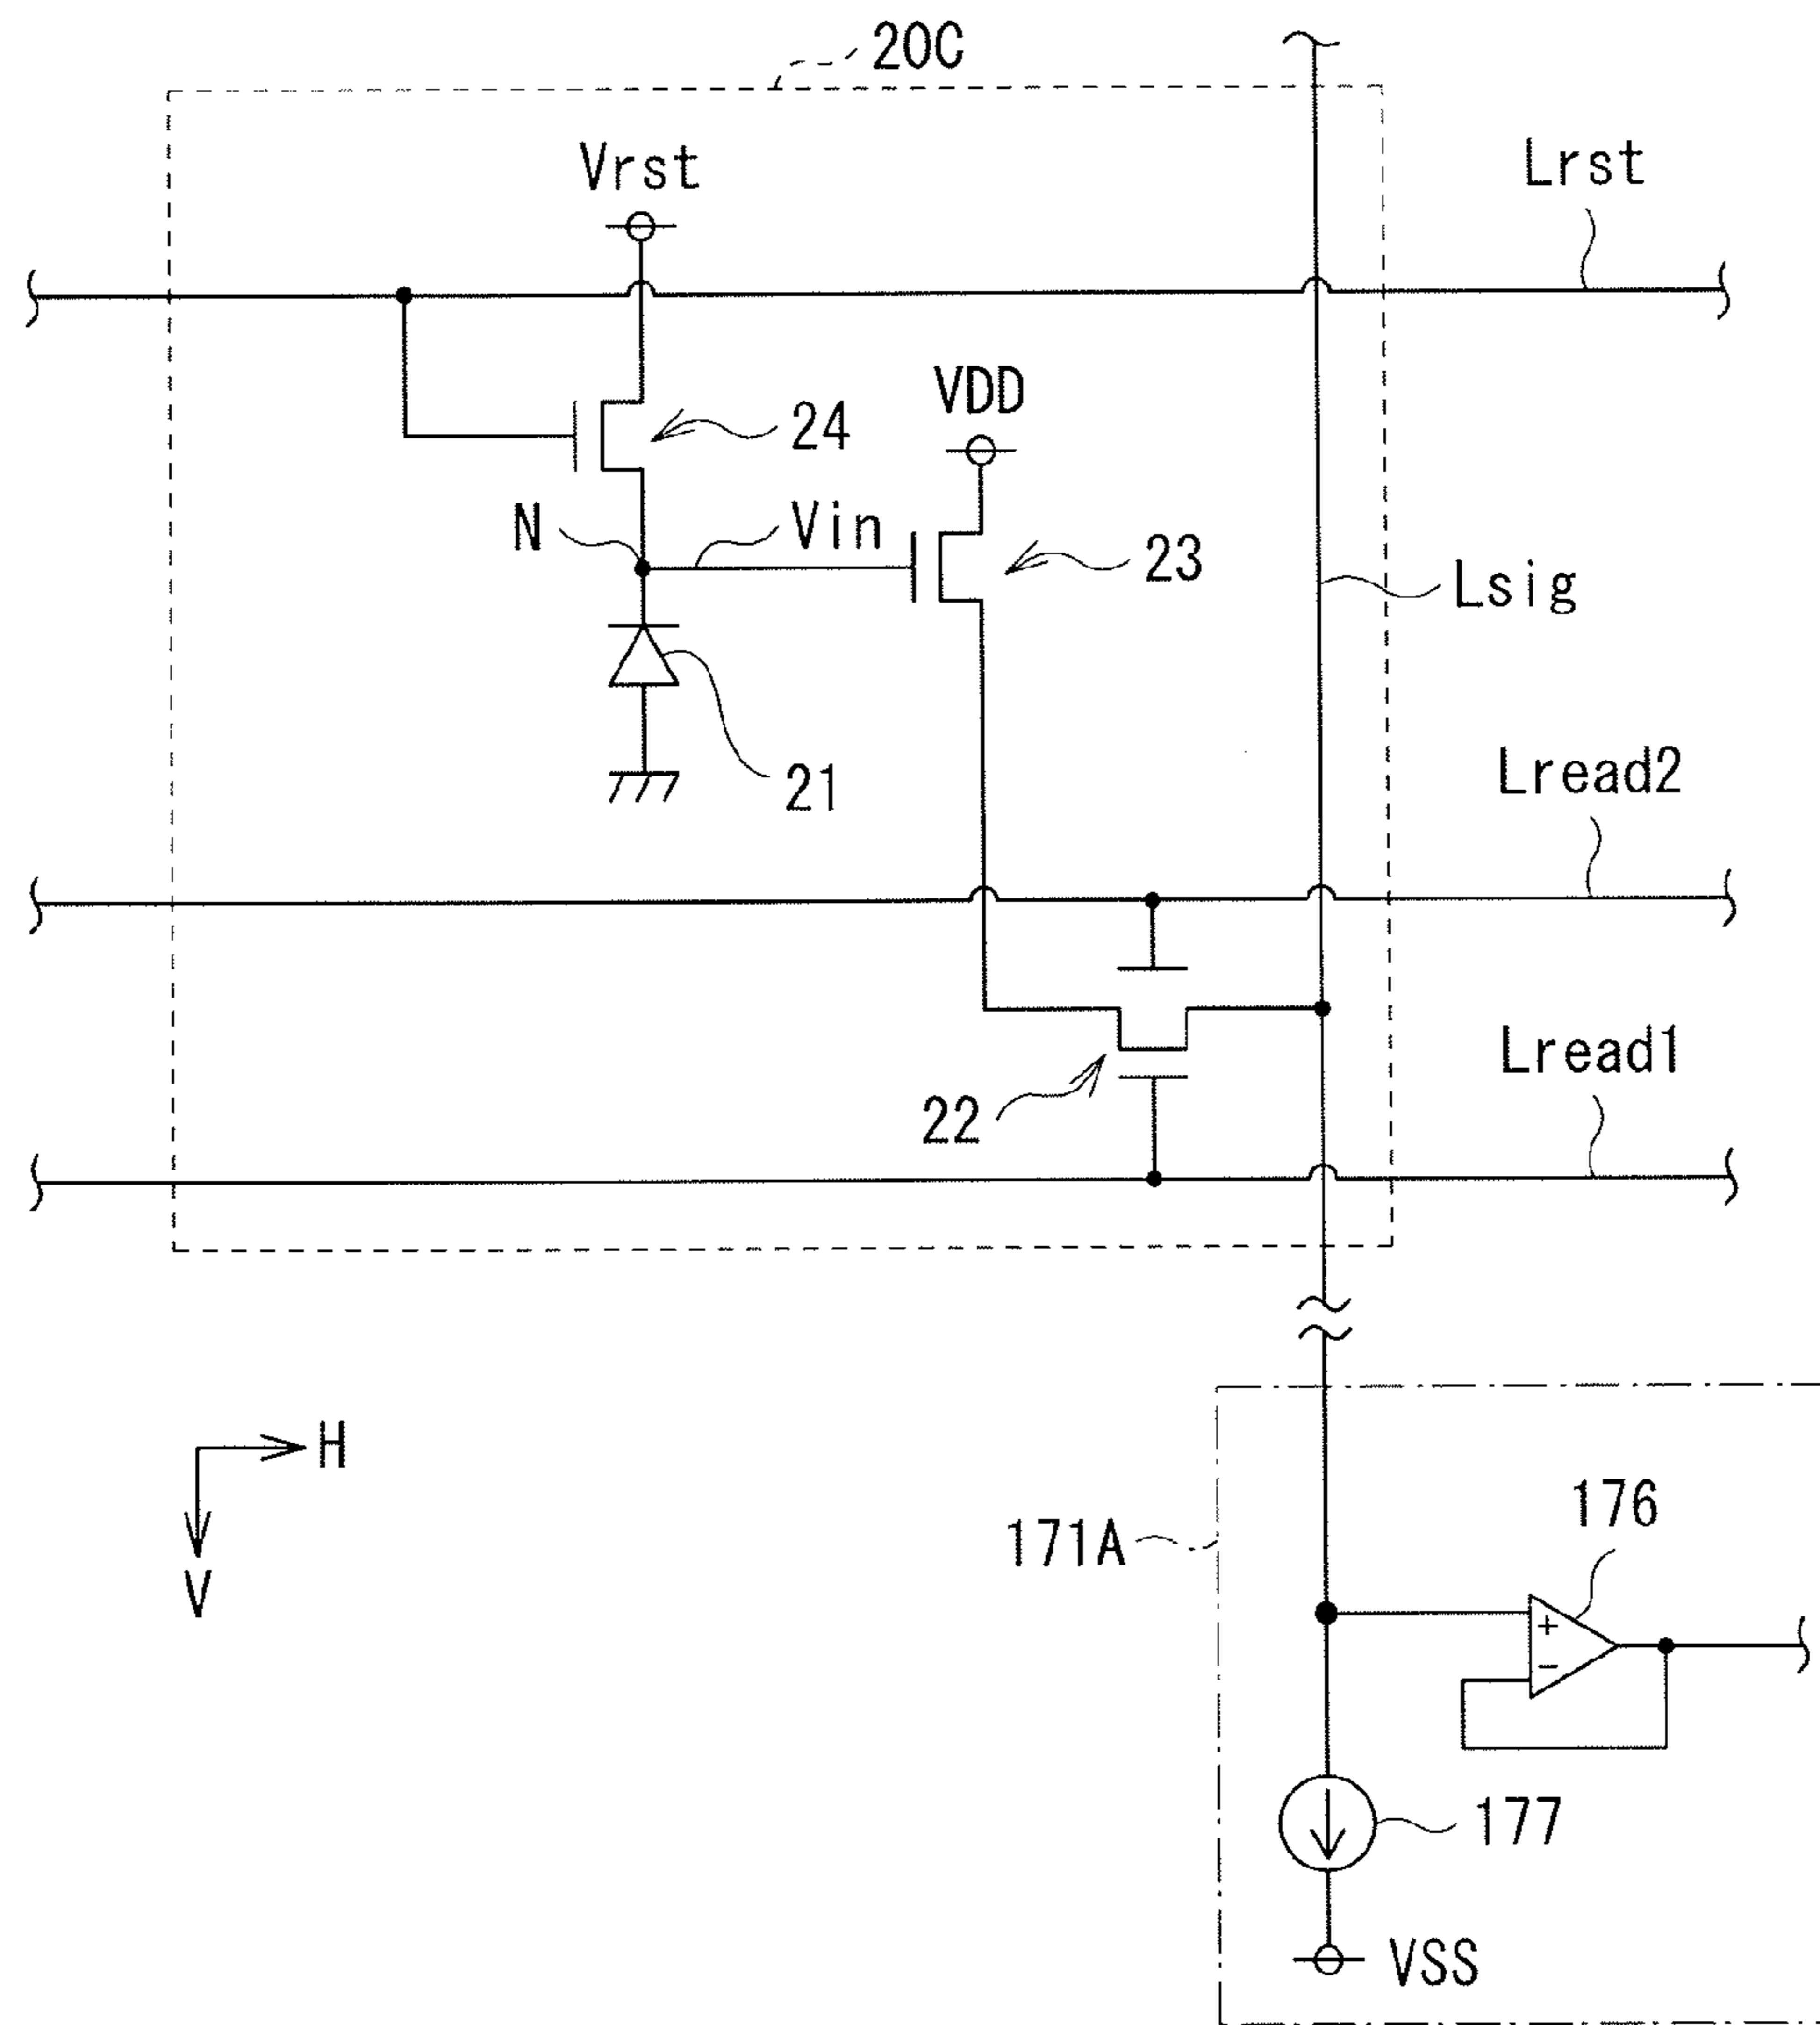 20C
Vrst
Lrst
VDD
24
N
Vin
23
Lsig
21
Lread2
Lread1
22
H
V
171A
176
+
−
177
VSS